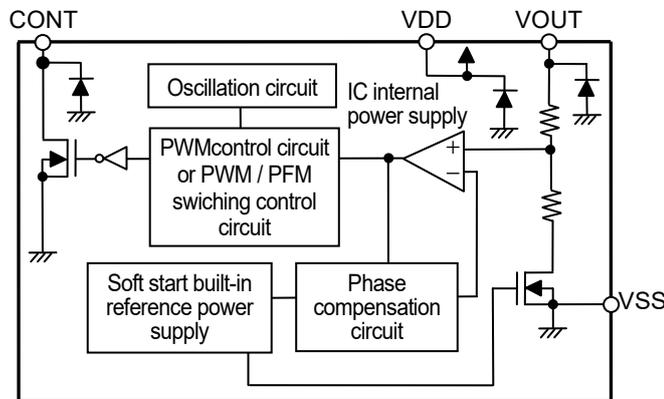 CONT
VDD
VOUT
Oscillation circuit
IC internal
power supply
PWMcontrol circuit
or PWM / PFM
swiching control
circuit
+
−
Soft start built-in
reference power
supply
Phase
compensation
circuit
VSS